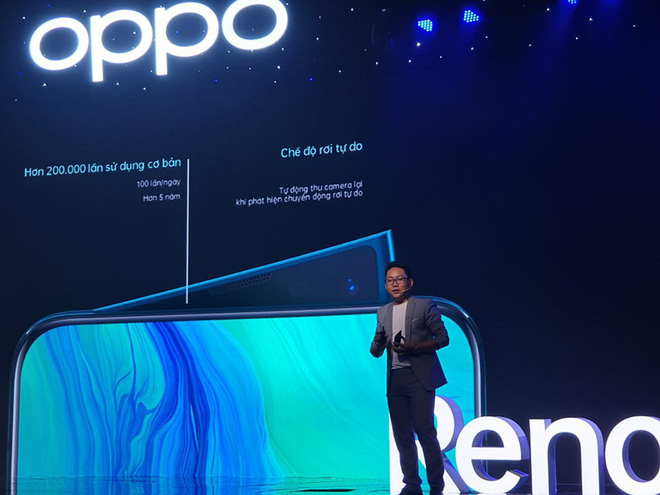 oppo
Hơn 200.000 lần sử dụng cơ bản
100 lần/ngày
Hơn 5 năm
Chế độ rơi tự do
Tự động thu camera lại
khi phát hiện chuyển động rơi tự do
Reno